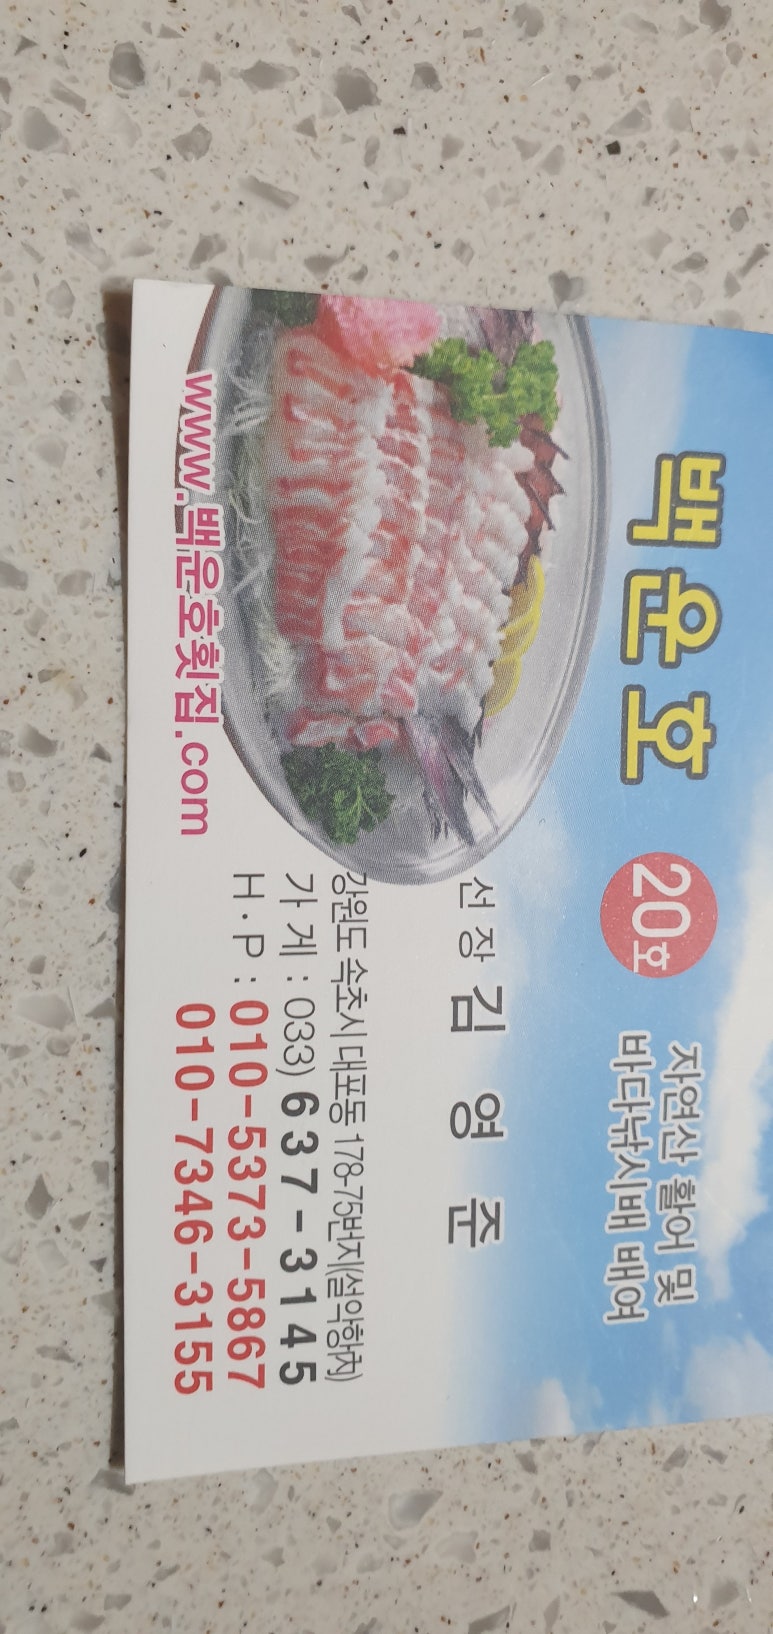 백운호 20호
자연산 활어 및
바다낚시배 배여
선장 김영준
강원도 속초시 대포동 178-75번지(설악항內)
가 게 : 033) 637-3145
H·P : 010-5373-5867
010-7346-3155
www.백운호횟집.com